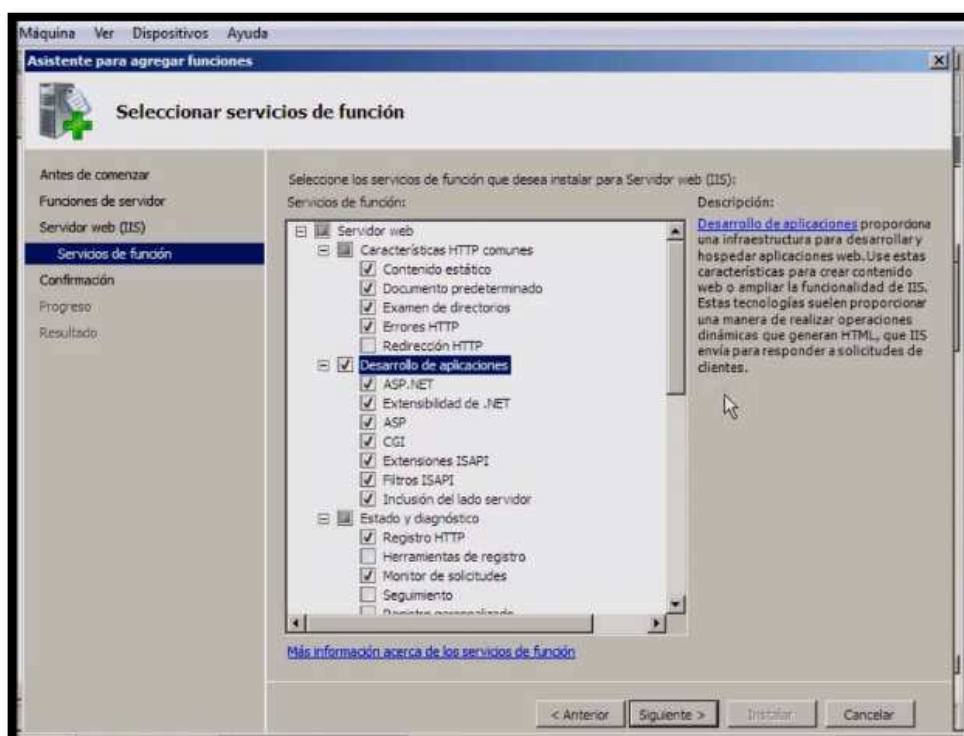 Máquina Ver Dispositivos Ayuda
Asistente para agregar funciones
Seleccionar servicios de función
Antes de comenzar
Funciones de servidor
Servidor web (IIS)
Servicios de función
Confirmación
Progreso
Resultado
Seleccione los servicios de función que desea instalar para Servidor web (IIS):
Servicios de función:
Servidor web
Características HTTP comunes
Contenido estático
Documento predeterminado
Examen de directorios
Errores HTTP
Redirección HTTP
Desarrollo de aplicaciones
ASP.NET
Extensibilidad de .NET
ASP
CGI
Extensiones ISAPI
Filtros ISAPI
Inclusión del lado servidor
Estado y diagnóstico
Registro HTTP
Herramientas de registro
Monitor de solicitudes
Seguimiento
Registro personalizado
Descripción:
Desarrollo de aplicaciones proporciona
una infraestructura para desarrollar y
hospedar aplicaciones web. Use estas
características para crear contenido
web o ampliar la funcionalidad de IIS.
Estas tecnologías suelen proporcionar
una manera de realizar operaciones
dinámicas que generan HTML, que IIS
envía para responder a solicitudes de
clientes.
Más información acerca de los servicios de función
< Anterior
Siguiente >
Instalar
Cancelar